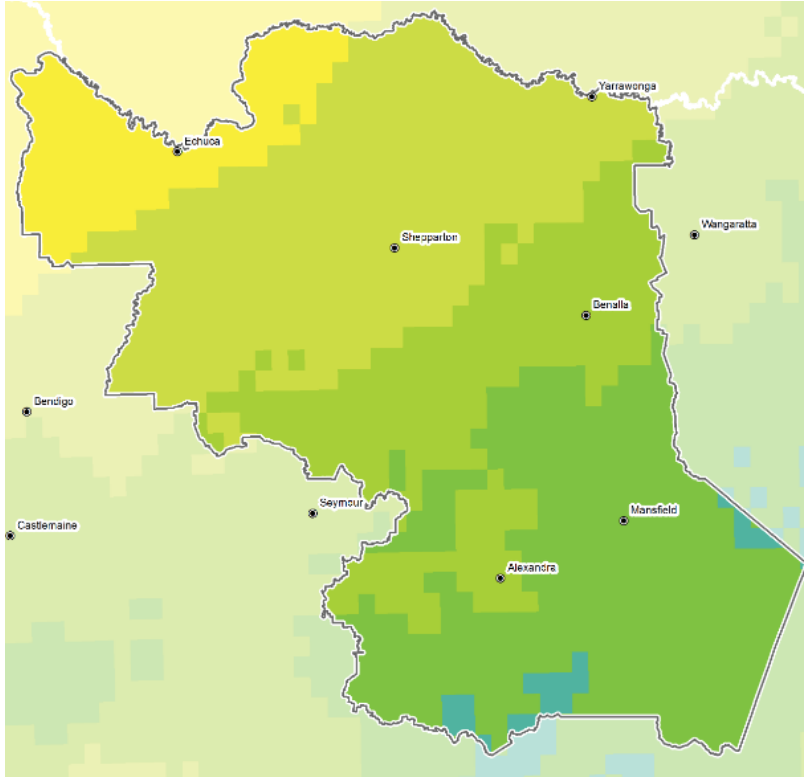 Yarrawonga
Echuca
Wangaratta
Shepparton
Benalla
Bendigo
Seymour
Mansfield
Castlemaine
Alexandra